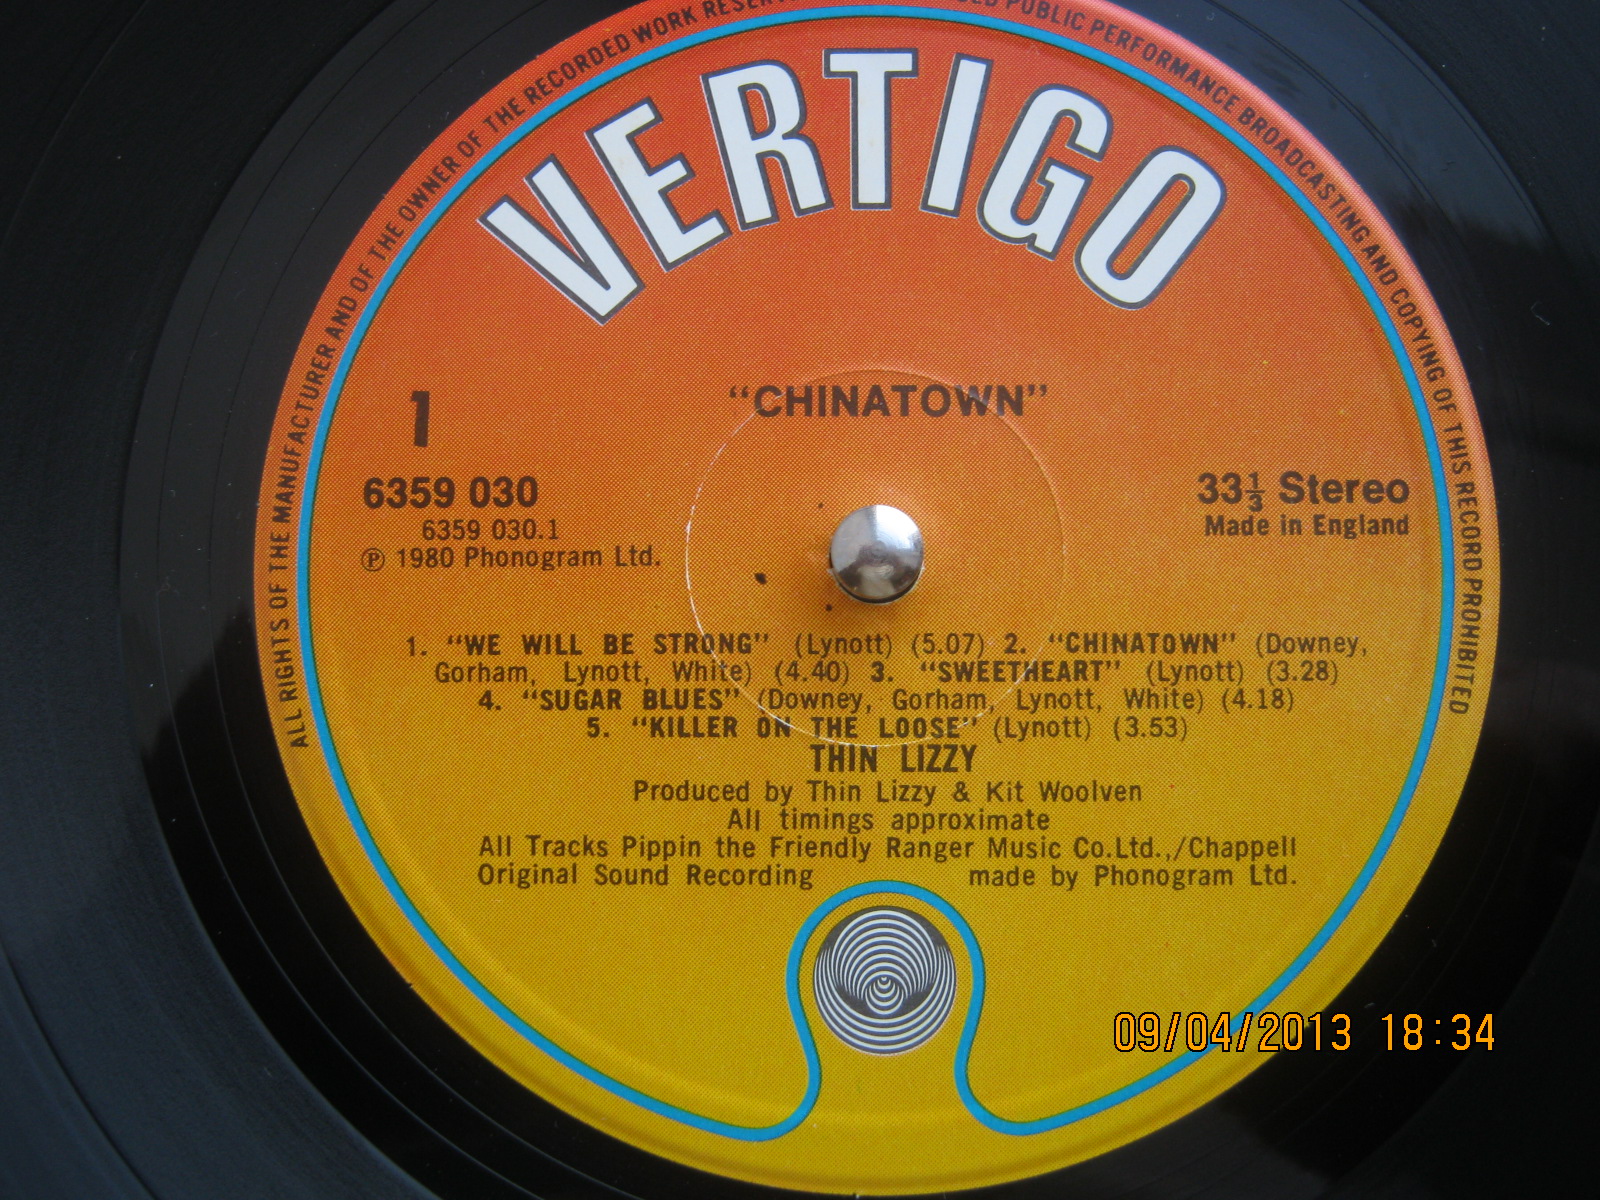 ALL RIGHTS OF THE MANUFACTURER AND OF THE OWNER OF THE RECORDED WORK PUBLIC PERFORMANCE BROADCASTING AND COPYING OF THIS RECORD PROHIBITED
VERTIGO
"CHINATOWN"
1
6359 030
6359 030.1
℗ 1980 Phonogram Ltd.
33⅓ Stereo
Made in England
1. "WE WILL BE STRONG" (Lynott) (5.07) 2. "CHINATOWN" (Downey,
Gorham, Lynott, White) (4.40) 3. "SWEETHEART" (Lynott) (3.28)
4. "SUGAR BLUES" (Downey, Gorham, Lynott, White) (4.18)
5. "KILLER ON THE LOOSE" (Lynott) (3.53)
THIN LIZZY
Produced by Thin Lizzy & Kit Woolven
All timings approximate
All Tracks Pippin the Friendly Ranger Music Co.Ltd.,/Chappell
Original Sound Recording made by Phonogram Ltd.
09/04/2013 18:34